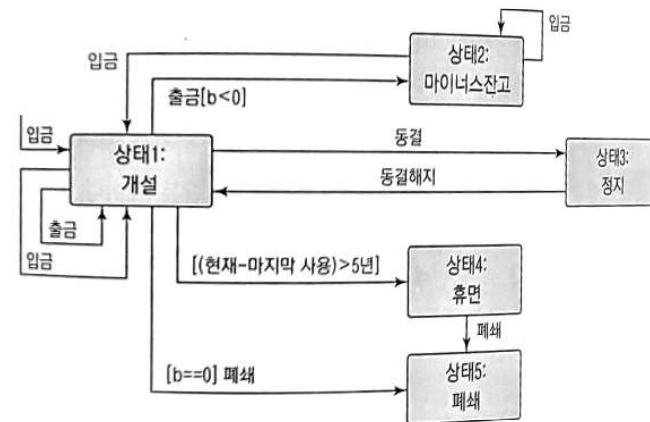 입금
상태2:
마이너스잔고
입금
출금[b<0]
입금
상태1:
개설
동결
상태3:
정지
동결해지
출금
입금
[(현재-마지막 사용)>5년]
상태4:
휴면
폐쇄
[b==0] 폐쇄
상태5:
폐쇄